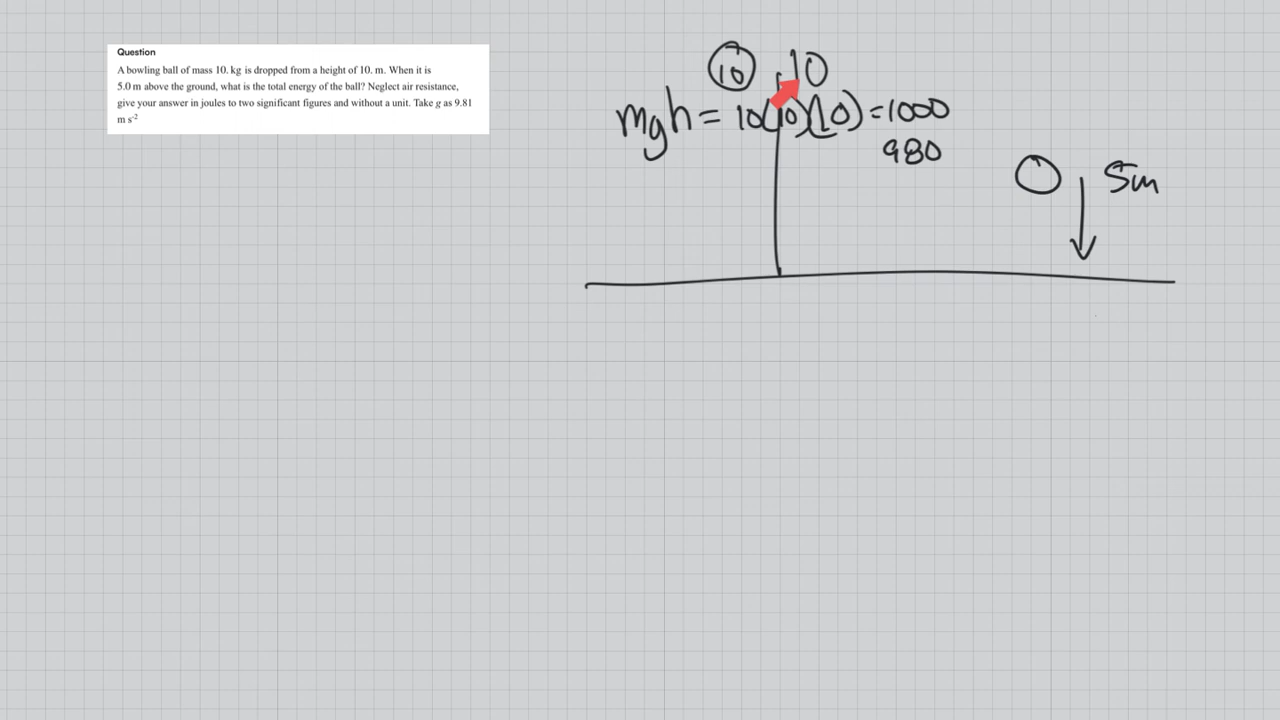 Question
A bowling ball of mass 10. kg is dropped from a height of 10. m. When it is
5.0 m above the ground, what is the total energy of the ball? Neglect air resistance,
give your answer in joules to two significant figures and without a unit. Take g as 9.81
m s⁻²
10 10
mgh = 10(10)(10) = 1000
980
5m